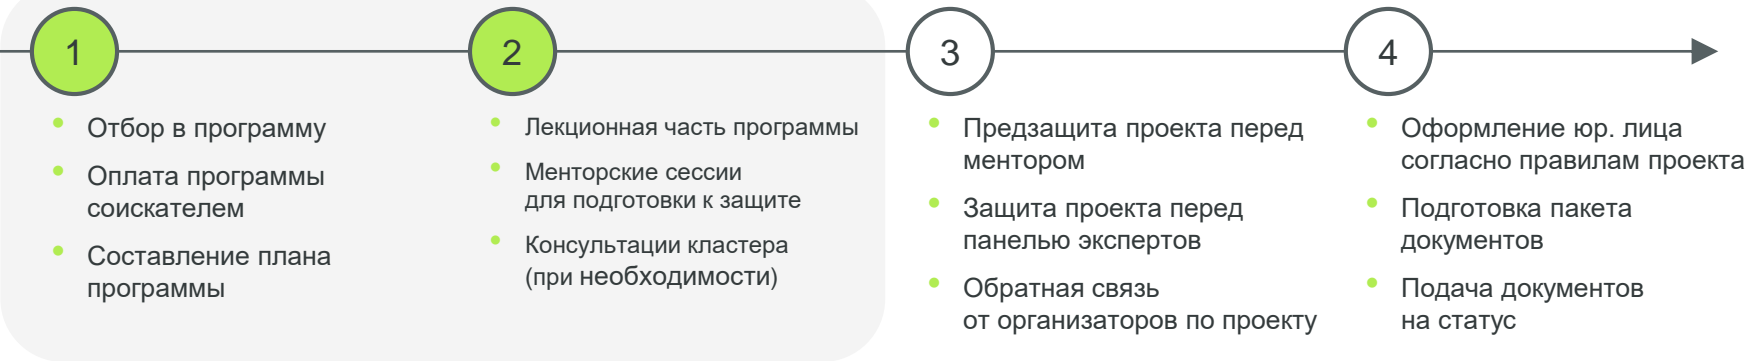 1
Отбор в программу
Оплата программы
соискателем
Составление плана
программы
2
Лекционная часть программы
Менторские сессии
для подготовки к защите
Консультации кластера
(при необходимости)
3
Предзащита проекта перед
ментором
Защита проекта перед
панелью экспертов
Обратная связь
от организаторов по проекту
4
Оформление юр. лица
согласно правилам проекта
Подготовка пакета
документов
Подача документов
на статус